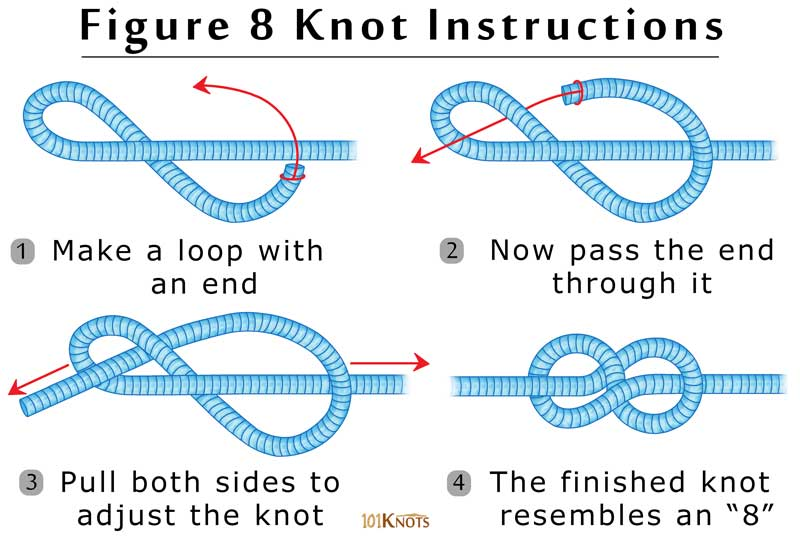 Figure 8 Knot Instructions
1 Make a loop with
an end
2 Now pass the end
through it
3 Pull both sides to
adjust the knot
4 The finished knot
resembles an “8”
101KNOTS